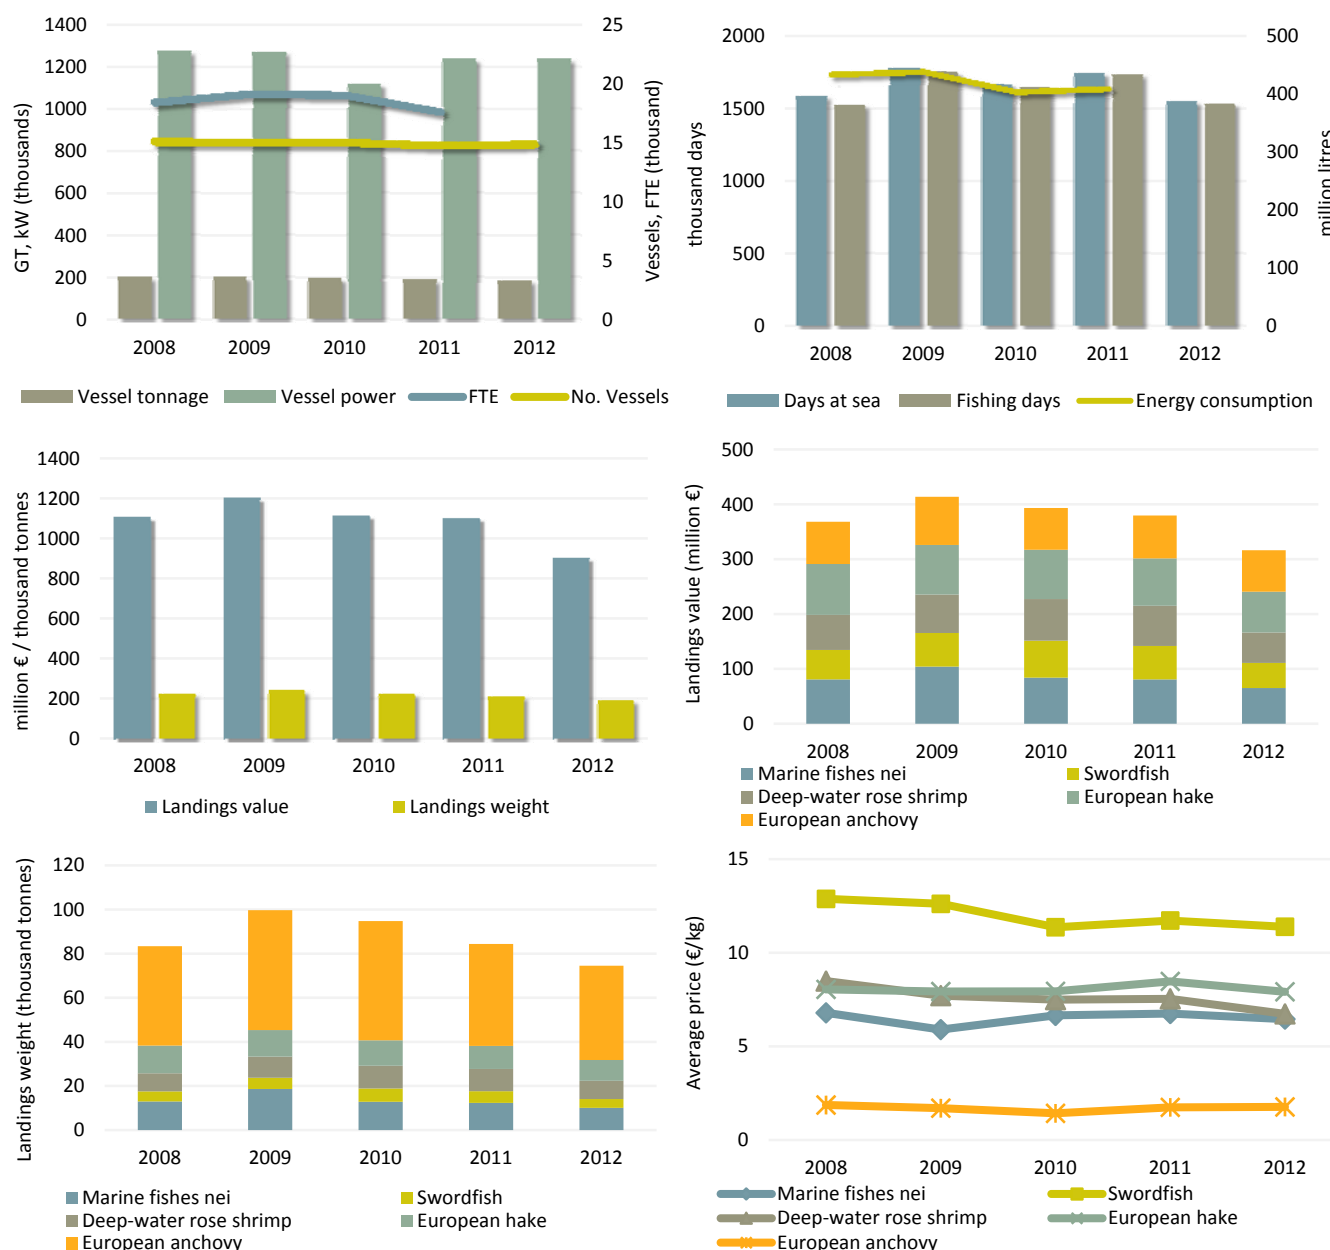 1400
1200
1000
800
600
400
200
0
GT, kW (thousands)
25
20
15
10
5
0
Vessels, FTE (thousand)
2008 2009 2010 2011 2012
Vessel tonnage Vessel power FTE No. Vessels
2000
1500
1000
500
0
thousand days
500
400
300
200
100
0
million litres
2008 2009 2010 2011 2012
Days at sea Fishing days Energy consumption
1400
1200
1000
800
600
400
200
0
million € / thousand tonnes
2008 2009 2010 2011 2012
Landings value Landings weight
500
400
300
200
100
0
Landings value (million €)
2008 2009 2010 2011 2012
Marine fishes nei Swordfish
Deep-water rose shrimp European hake
European anchovy
120
100
80
60
40
20
0
Landings weight (thousand tonnes)
2008 2009 2010 2011 2012
Marine fishes nei Swordfish
Deep-water rose shrimp European hake
European anchovy
15
10
5
0
Average price (€/kg)
2008 2009 2010 2011 2012
Marine fishes nei Swordfish
Deep-water rose shrimp European hake
European anchovy